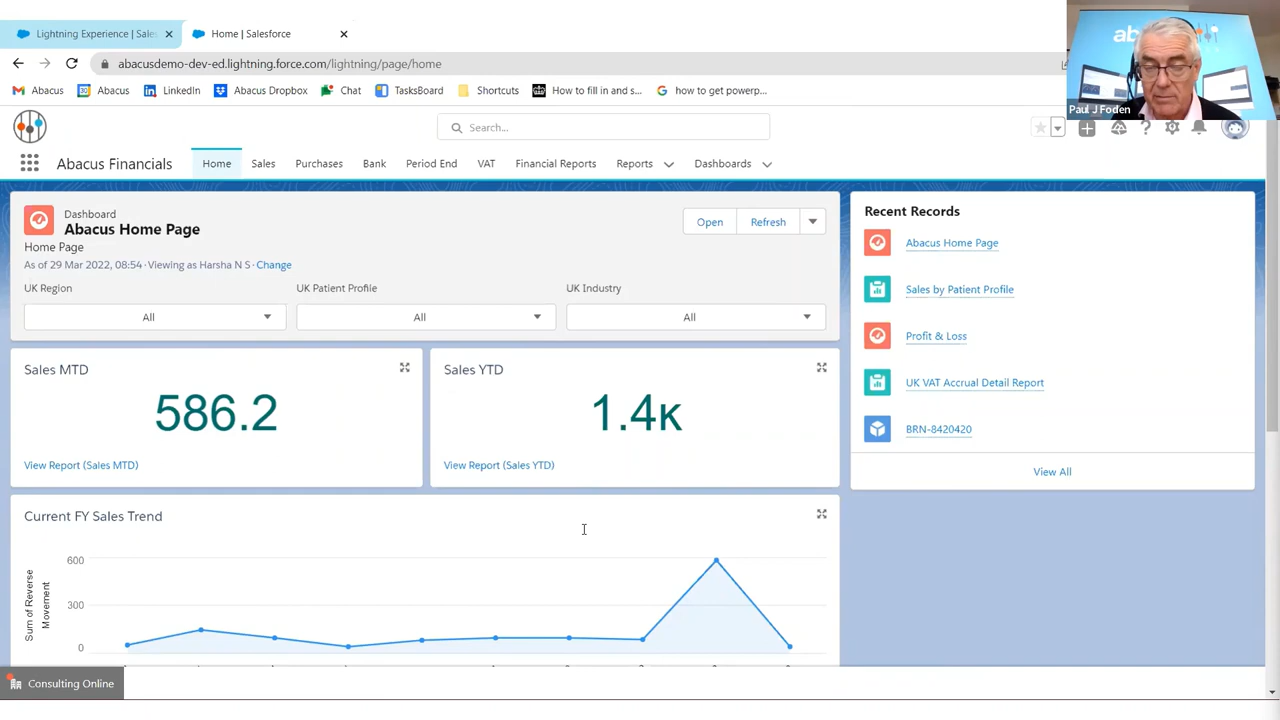 Lightning Experience | Sales
Home | Salesforce
abacusdemo-dev-ed.lightning.force.com/lightning/page/home
Abacus
Abacus
LinkedIn
Abacus Dropbox
Chat
TasksBoard
Shortcuts
How to fill in and s...
how to get powerp...
Paul J Foden
Search...
Abacus Financials
Home
Sales
Purchases
Bank
Period End
VAT
Financial Reports
Reports
Dashboards
Dashboard
Abacus Home Page
Home Page
As of 29 Mar 2022, 08:54·Viewing as Harsha N S·Change
Open
Refresh
UK Region
All
UK Patient Profile
All
UK Industry
All
Sales MTD
586.2
View Report (Sales MTD)
Sales YTD
1.4K
View Report (Sales YTD)
Current FY Sales Trend
Sum of Reverse
Movement
600
300
0
Recent Records
Abacus Home Page
Sales by Patient Profile
Profit & Loss
UK VAT Accrual Detail Report
BRN-8420420
View All
Consulting Online